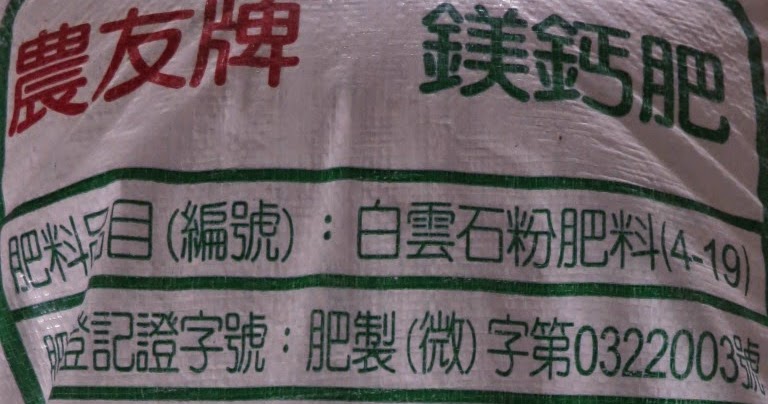 農友牌 鎂鈣肥
肥料品目(編號)：白雲石粉肥料(4-19)
肥登記證字號：肥製(微)字第0322003號